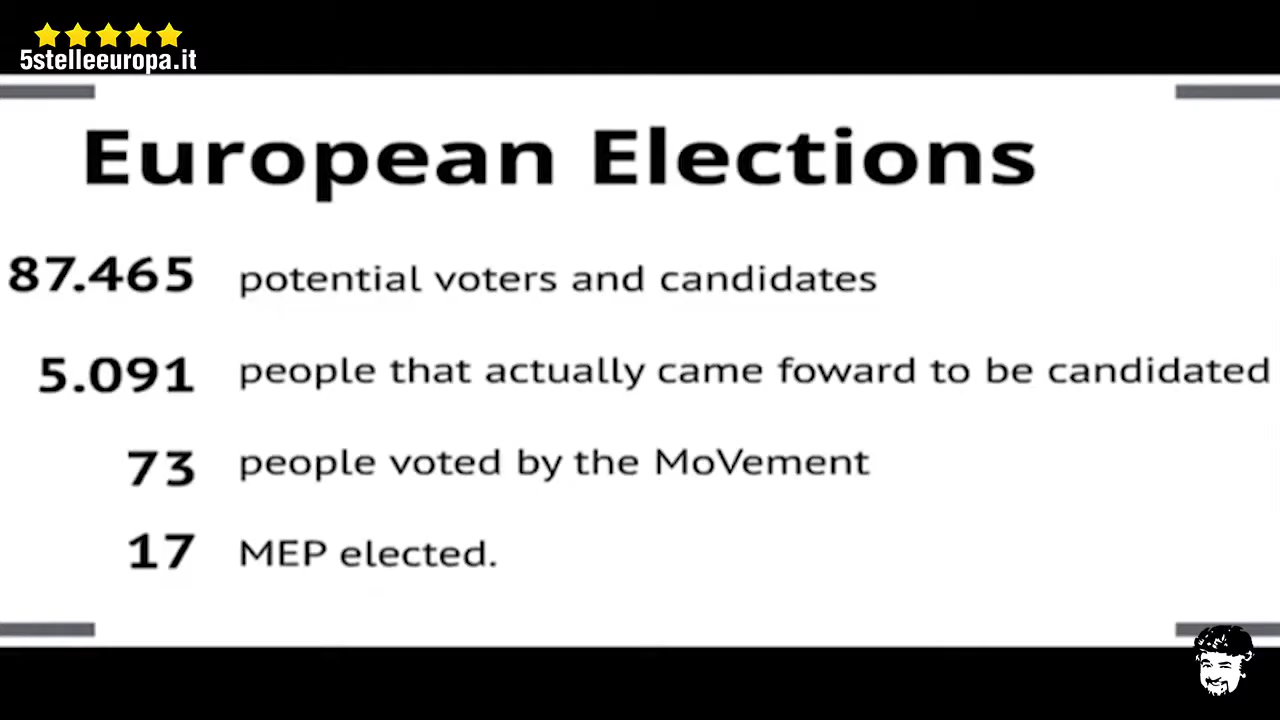 5stelleeuropa.it
European Elections
87.465 potential voters and candidates
5.091 people that actually came foward to be candidated
73 people voted by the MoVement
17 MEP elected.